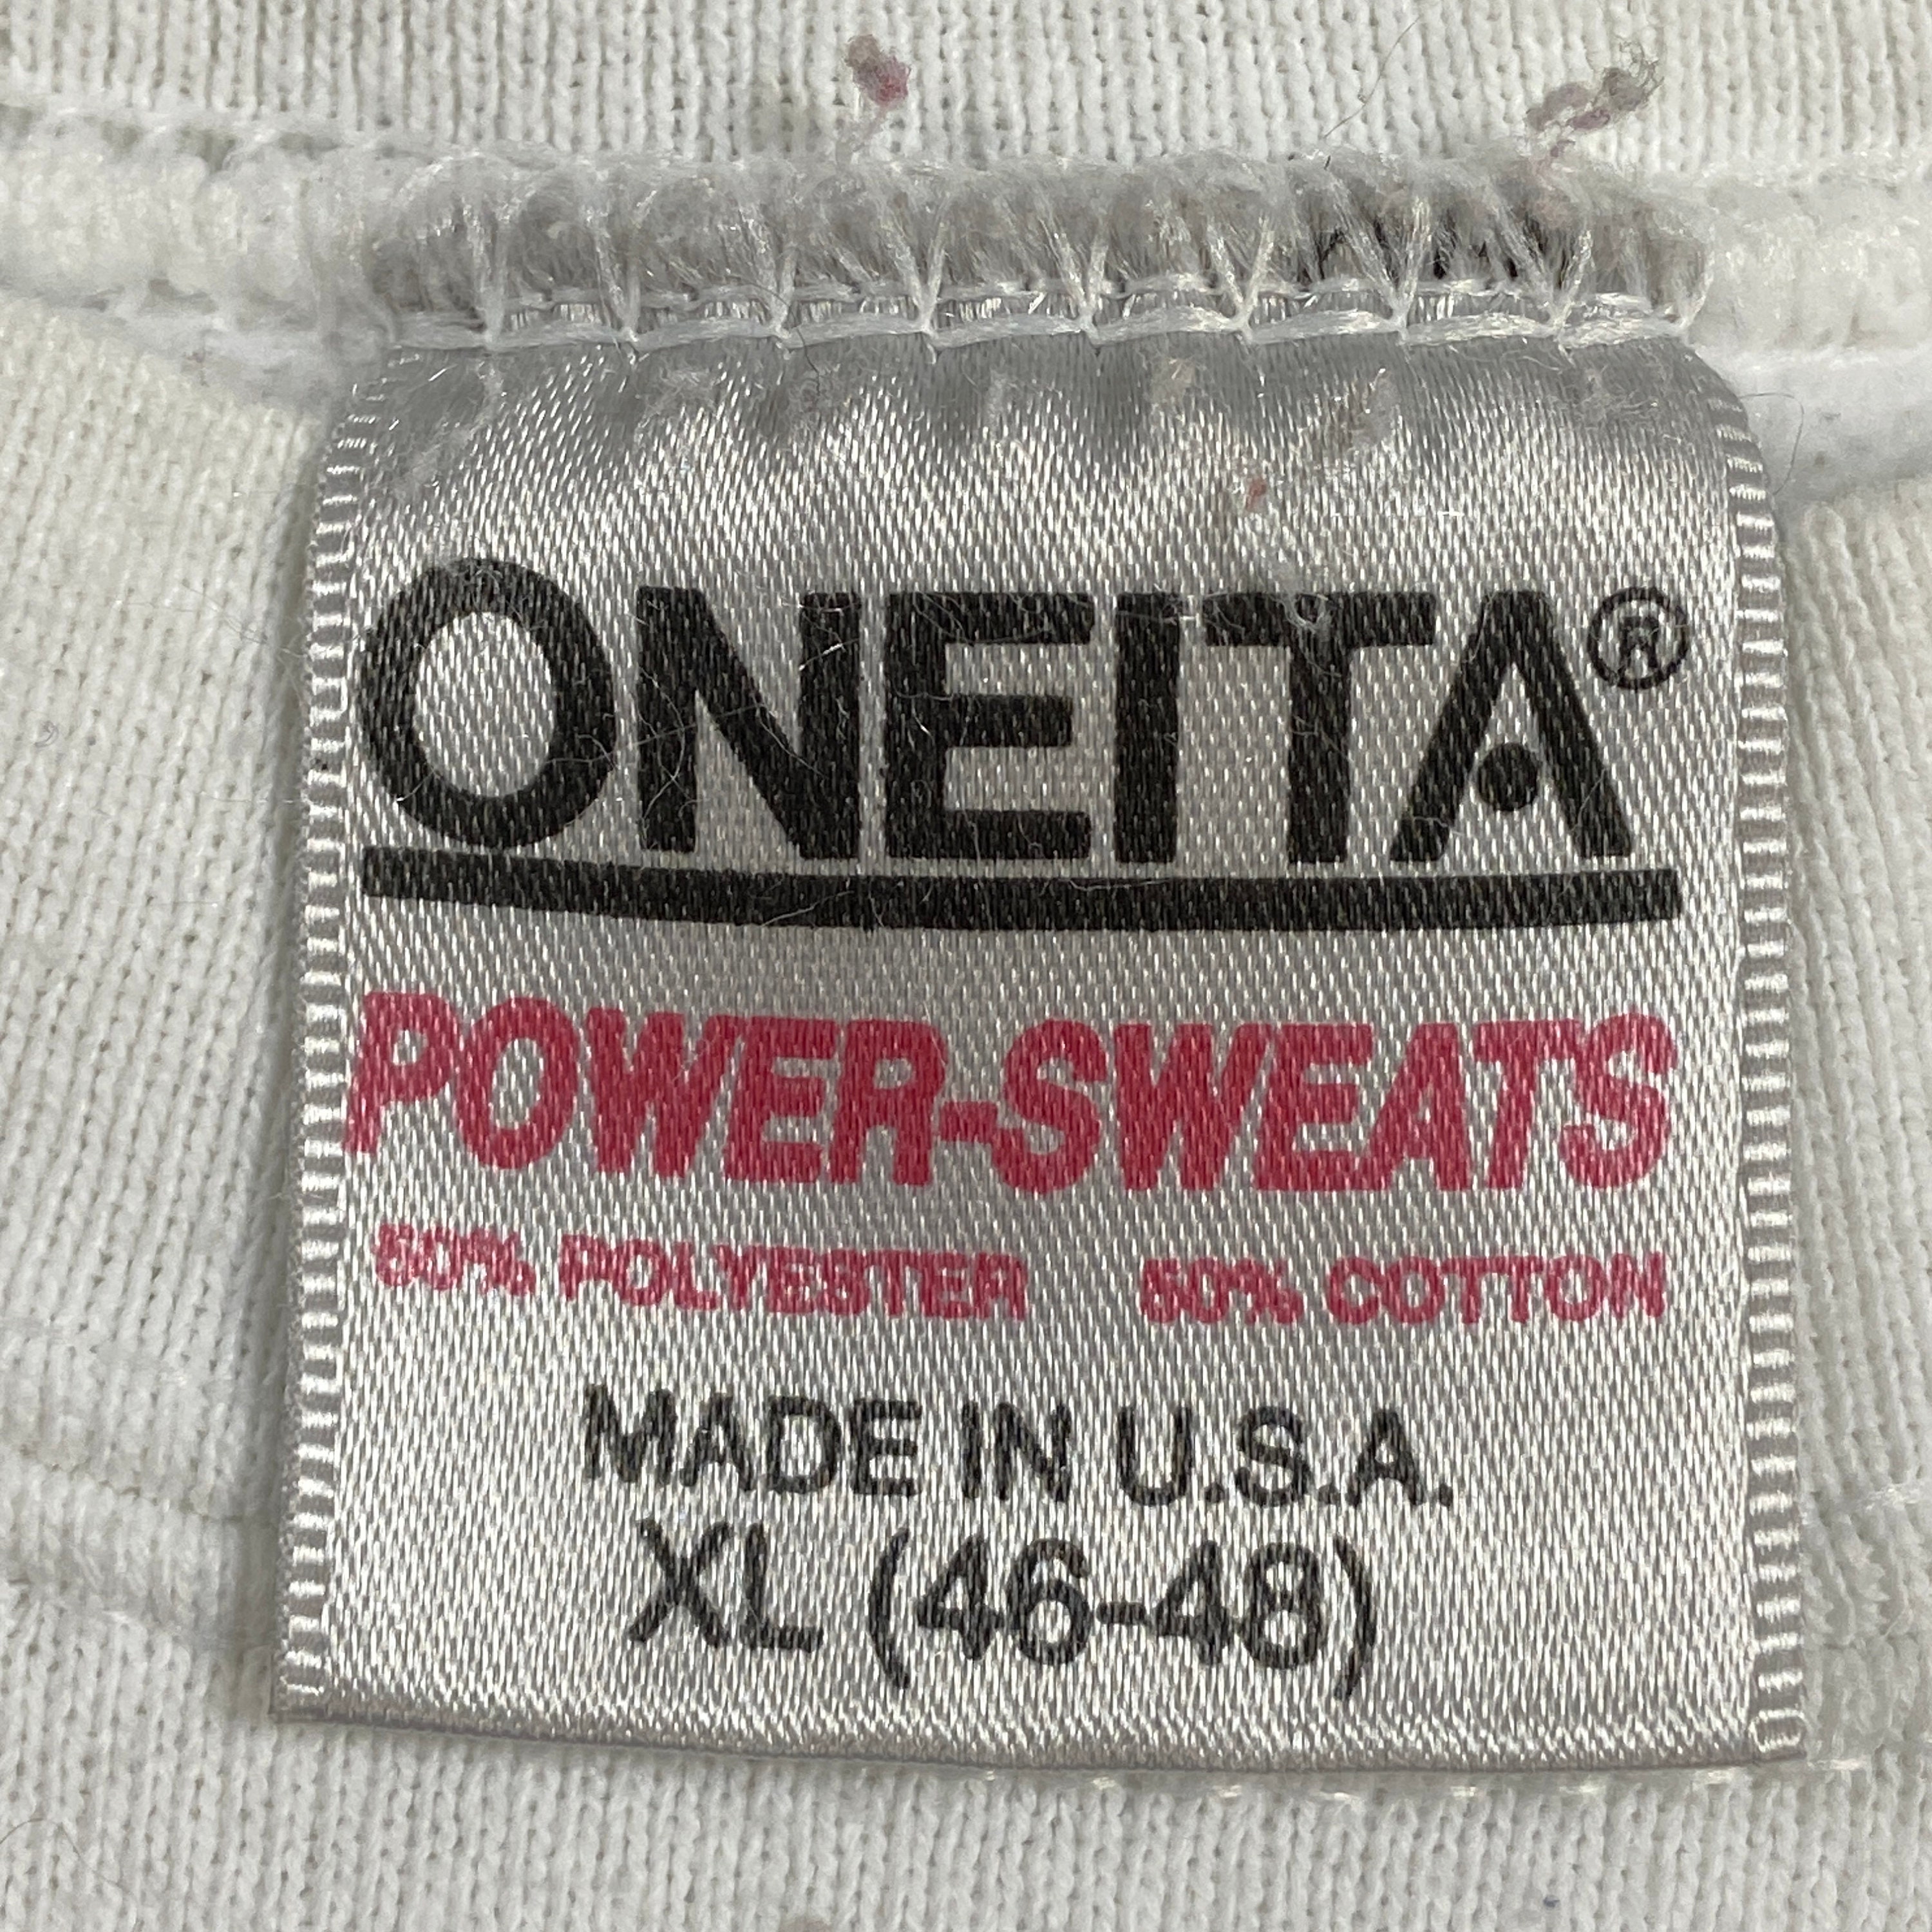 ONEITA®
POWER-SWEATS
50% POLYESTER 50% COTTON
MADE IN U.S.A.
XL (46-48)